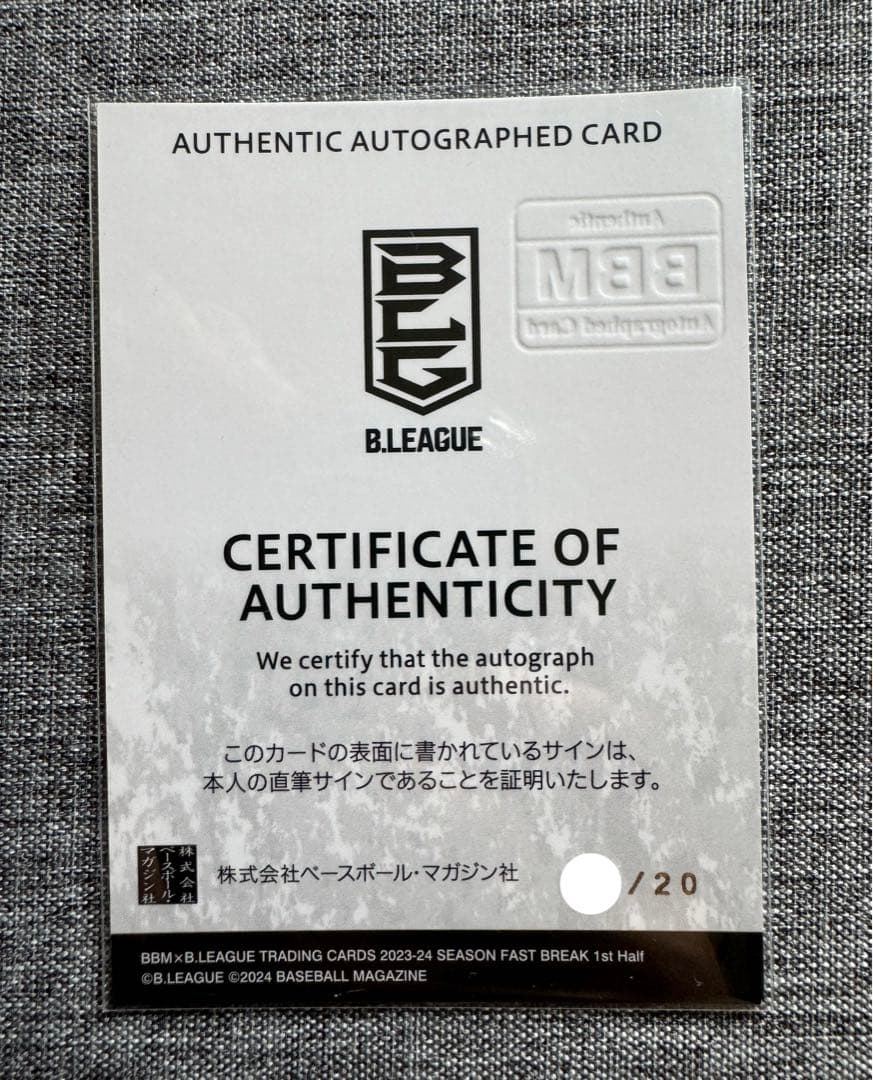 AUTHENTIC AUTOGRAPHED CARD
Authentic
BBM
Autographed Card
BLG
B.LEAGUE
CERTIFICATE OF
AUTHENTICITY
We certify that the autograph
on this card is authentic.
このカードの表面に書かれているサインは、
本人の直筆サインであることを証明いたします。
株式会社
ベースボール・
マガジン社
株式会社ベースボール・マガジン社
/20
BBM×B.LEAGUE TRADING CARDS 2023-24 SEASON FAST BREAK 1st Half
©B.LEAGUE ©2024 BASEBALL MAGAZINE